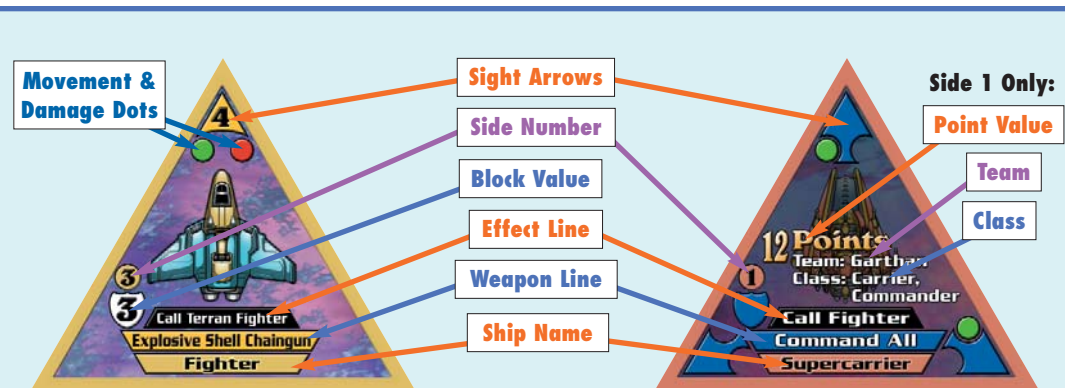 Movement &
Damage Dots
Sight Arrows
Side Number
Block Value
Effect Line
Weapon Line
Ship Name
Side 1 Only:
Point Value
Team
Class
4
3
3
Call Terran Fighter
Explosive Shell Chaingun
Fighter
12 Points
Team: Garthan
Class: Carrier,
Commander
1
Call Fighter
Command All
Supercarrier